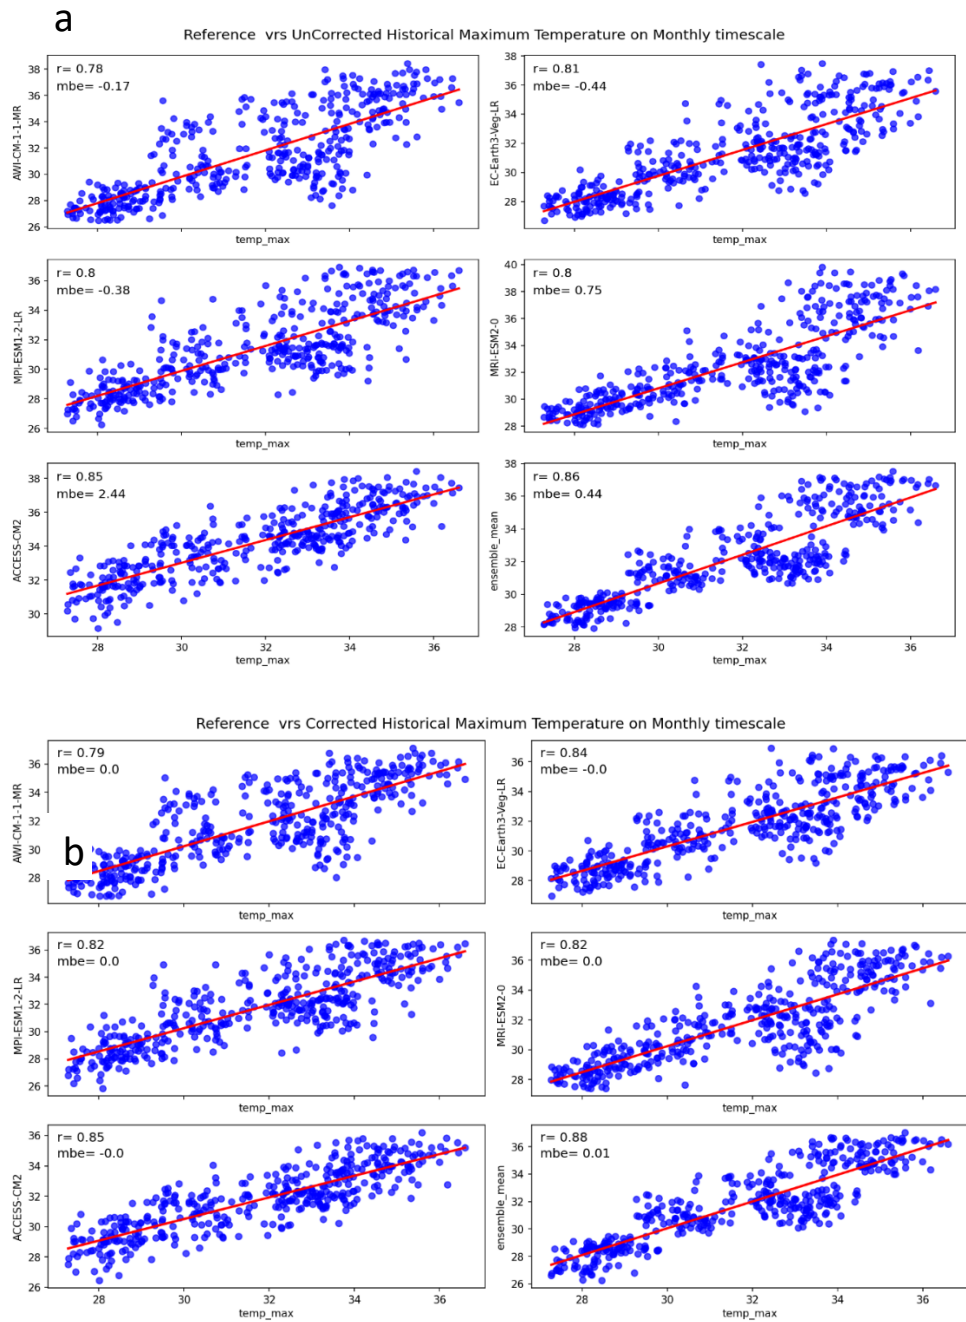 a
Reference vrs UnCorrected Historical Maximum Temperature on Monthly timescale
r= 0.78
mbe= -0.17
AWI-CM-1-1-MR
38
36
34
32
30
28
26
temp_max
r= 0.81
mbe= -0.44
EC-Earth3-Veg-LR
38
36
34
32
30
28
temp_max
r= 0.8
mbe= -0.38
MPI-ESM1-2-LR
36
34
32
30
28
26
temp_max
r= 0.8
mbe= 0.75
MRI-ESM2-0
40
38
36
34
32
30
28
temp_max
r= 0.85
mbe= 2.44
ACCESS-CM2
38
36
34
32
30
28 30 32 34 36
temp_max
r= 0.86
mbe= 0.44
ensemble_mean
38
36
34
32
30
28
28 30 32 34 36
temp_max
Reference vrs Corrected Historical Maximum Temperature on Monthly timescale
r= 0.79
mbe= 0.0
AWI-CM-1-1-MR
36
34
32
30
28
b
temp_max
r= 0.84
mbe= -0.0
EC-Earth3-Veg-LR
36
34
32
30
28
temp_max
r= 0.82
mbe= 0.0
MPI-ESM1-2-LR
36
34
32
30
28
26
temp_max
r= 0.82
mbe= 0.0
MRI-ESM2-0
36
34
32
30
28
temp_max
r= 0.85
mbe= -0.0
ACCESS-CM2
36
34
32
30
28
26
28 30 32 34 36
temp_max
r= 0.88
mbe= 0.01
ensemble_mean
36
34
32
30
28
26
28 30 32 34 36
temp_max